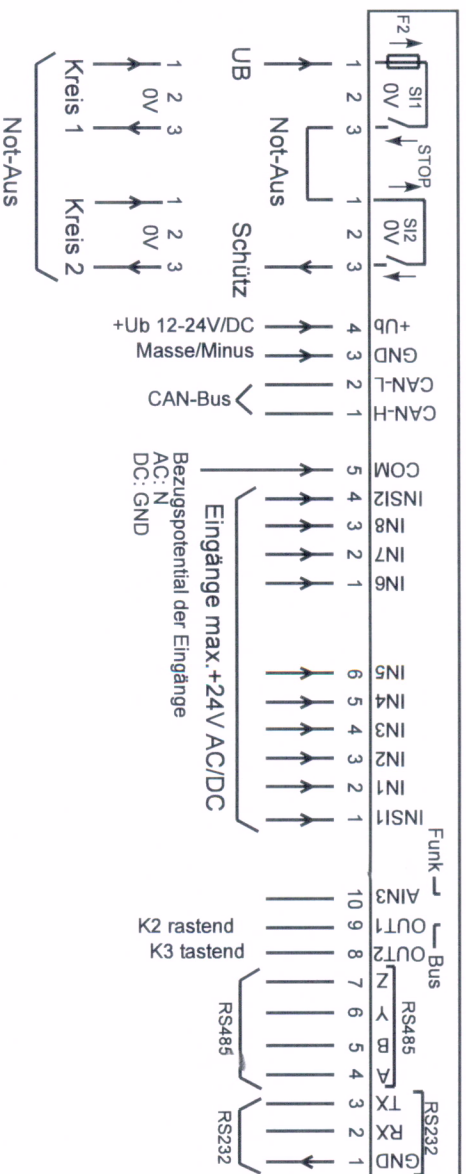 F2
SI1
0V
STOP
SI2
0V
1 2 3
1 2 3
UB
Not-Aus
Schütz
1 2 3
0V
1 2 3
0V
Kreis 1
Kreis 2
Not-Aus
+Ub 12-24V/DC 4 +Ub
Masse/Minus 3 GND
CAN-Bus
2 CAN-L
1 CAN-H
5 COM
4 INSI2
3 IN8
2 IN7
1 IN6
6 IN5
5 IN4
4 IN3
3 IN2
2 IN1
1 INSI1
Eingänge max.+24V AC/DC
Bezugspotential der Eingänge
AC: N
DC: GND
Funk
10 AIN3
K2 rastend 9 OUT1
K3 tastend 8 OUT2
Bus
7 Z
6 Y
5 B
4 A
RS485
RS485
3 TX
2 RX
1 GND
RS232
RS232